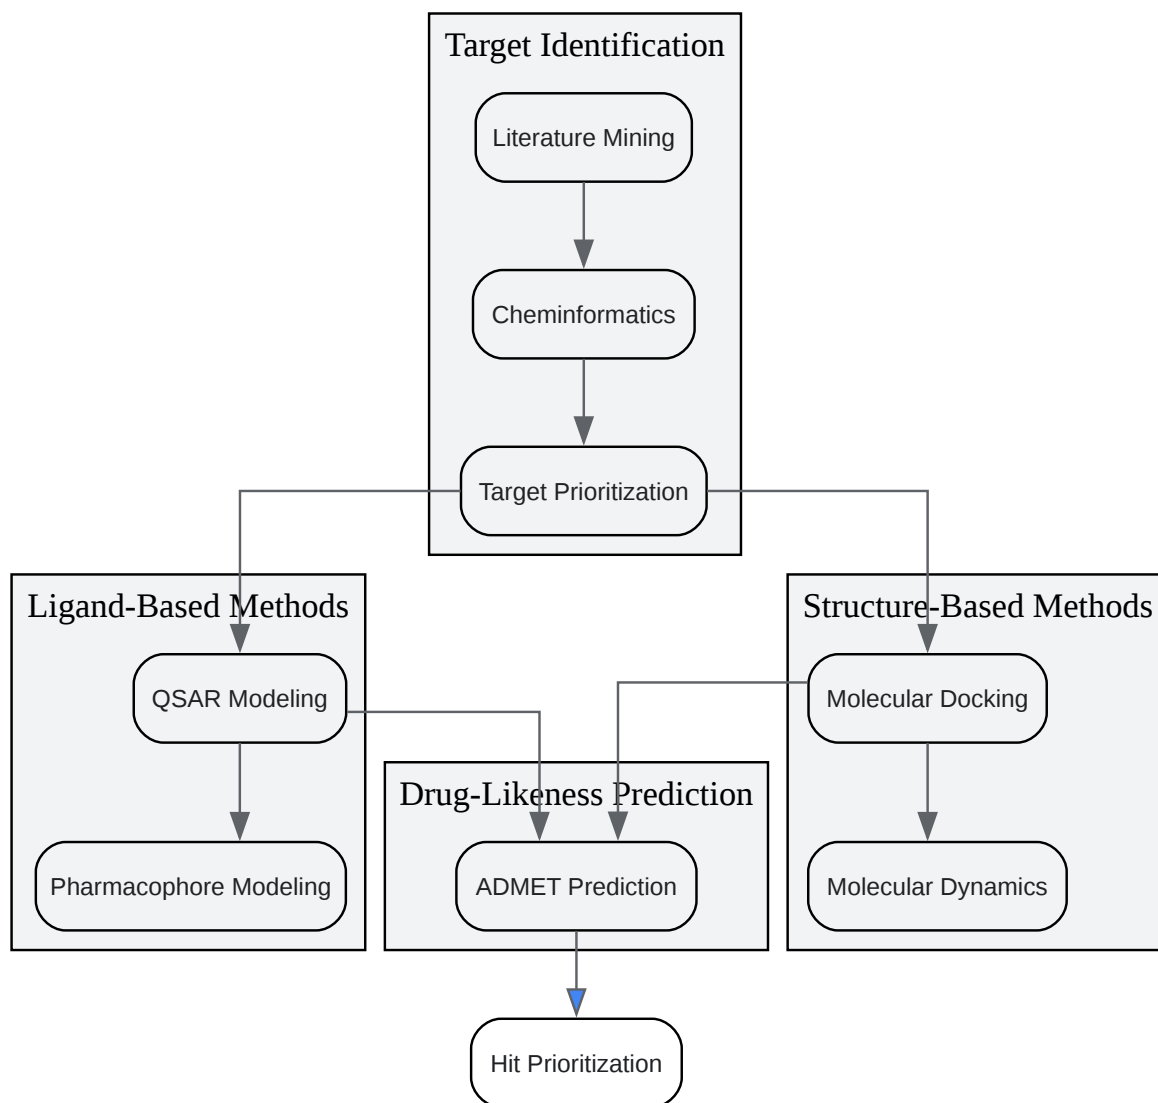 Target Identification
Literature Mining
Cheminformatics
Target Prioritization
Ligand-Based Methods
Structure-Based Methods
QSAR Modeling
Molecular Docking
Drug-Likeness Prediction
Pharmacophore Modeling
ADMET Prediction
Molecular Dynamics
Hit Prioritization